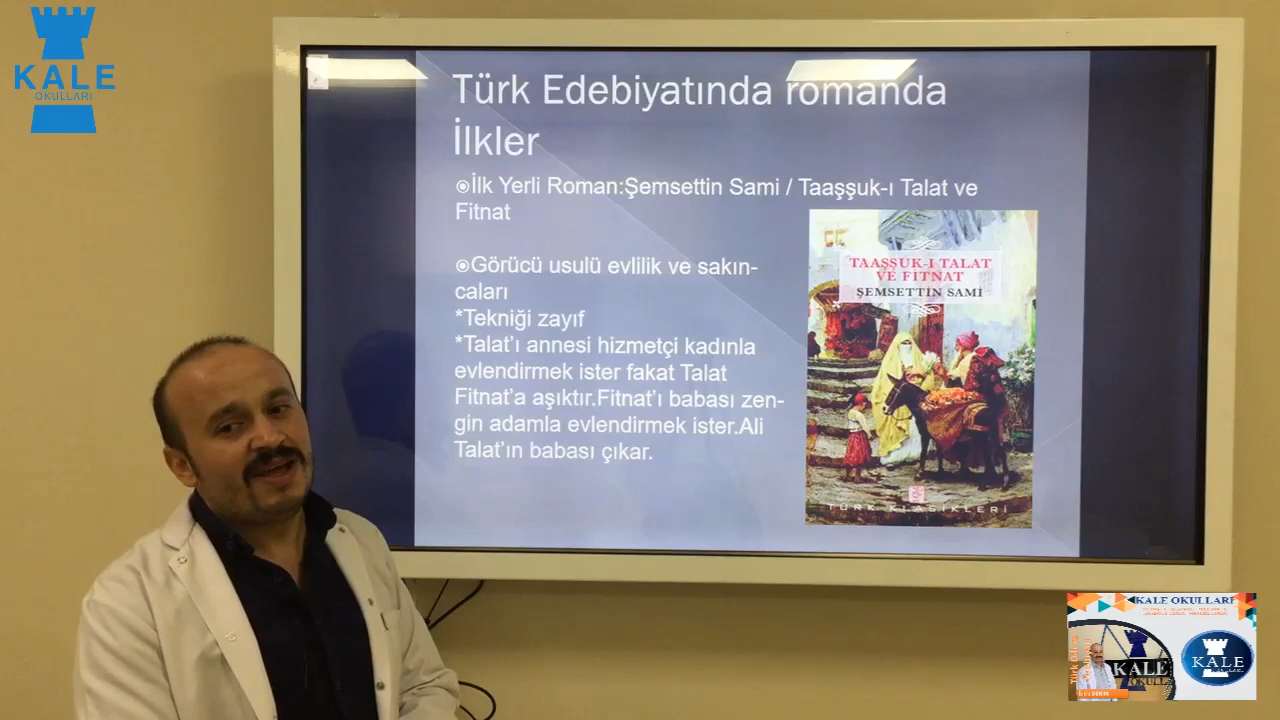 KALE
OKULLARI
Türk Edebiyatında romanda
İlkler
İlk Yerli Roman:Şemsettin Sami / Taaşşuk-ı Talat ve
Fitnat
Görücü usulü evlilik ve sakın-
caları
*Tekniği zayıf
*Talat’ı annesi hizmetçi kadınla
evlendirmek ister fakat Talat
Fitnat’a aşıktır.Fitnat’ı babası zen-
gin adamla evlendirmek ister.Ali
Talat’ın babası çıkar.
TAAŞŞUK-I TALAT
VE FITNAT
ŞEMSETTİN SAMİ
TÜRK KLASİKLERİ
KALE OKULLARI
KALE
OKULL
KALE